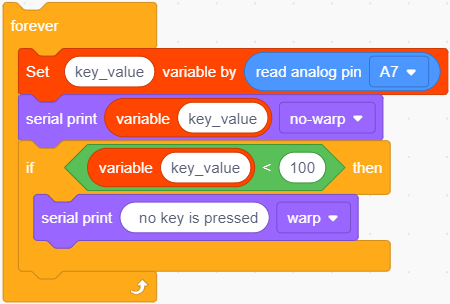 forever
Set key_value variable by read analog pin A7
serial print variable key_value no-warp
if variable key_value < 100 then
serial print no key is pressed warp